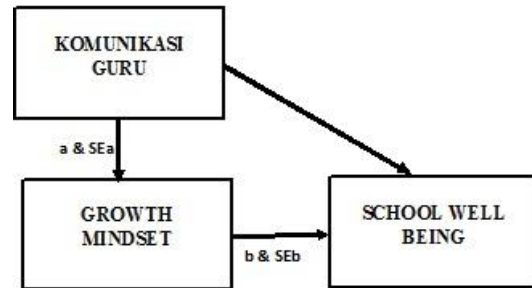 KOMUNIKASI
GURU
a & SEa
GROWTH
MINDSET
b & SEb
SCHOOL WELL
BEING